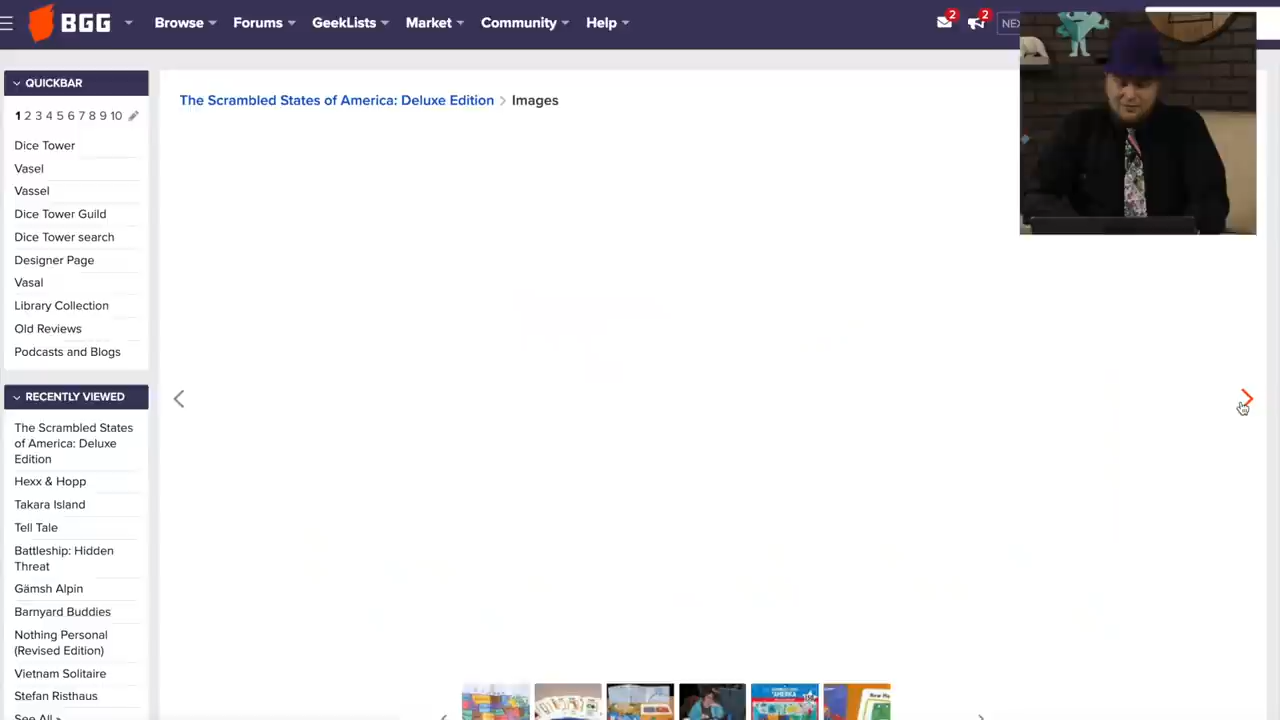 BGG
Browse
Forums
GeekLists
Market
Community
Help
2
2
NEX
QUICKBAR
1 2 3 4 5 6 7 8 9 10
Dice Tower
Vasel
Vassel
Dice Tower Guild
Dice Tower search
Designer Page
Vasal
Library Collection
Old Reviews
Podcasts and Blogs
RECENTLY VIEWED
The Scrambled States
of America: Deluxe
Edition
Hexx & Hopp
Takara Island
Tell Tale
Battleship: Hidden
Threat
Gämsh Alpin
Barnyard Buddies
Nothing Personal
(Revised Edition)
Vietnam Solitaire
Stefan Risthaus
See All »
The Scrambled States of America: Deluxe Edition > Images